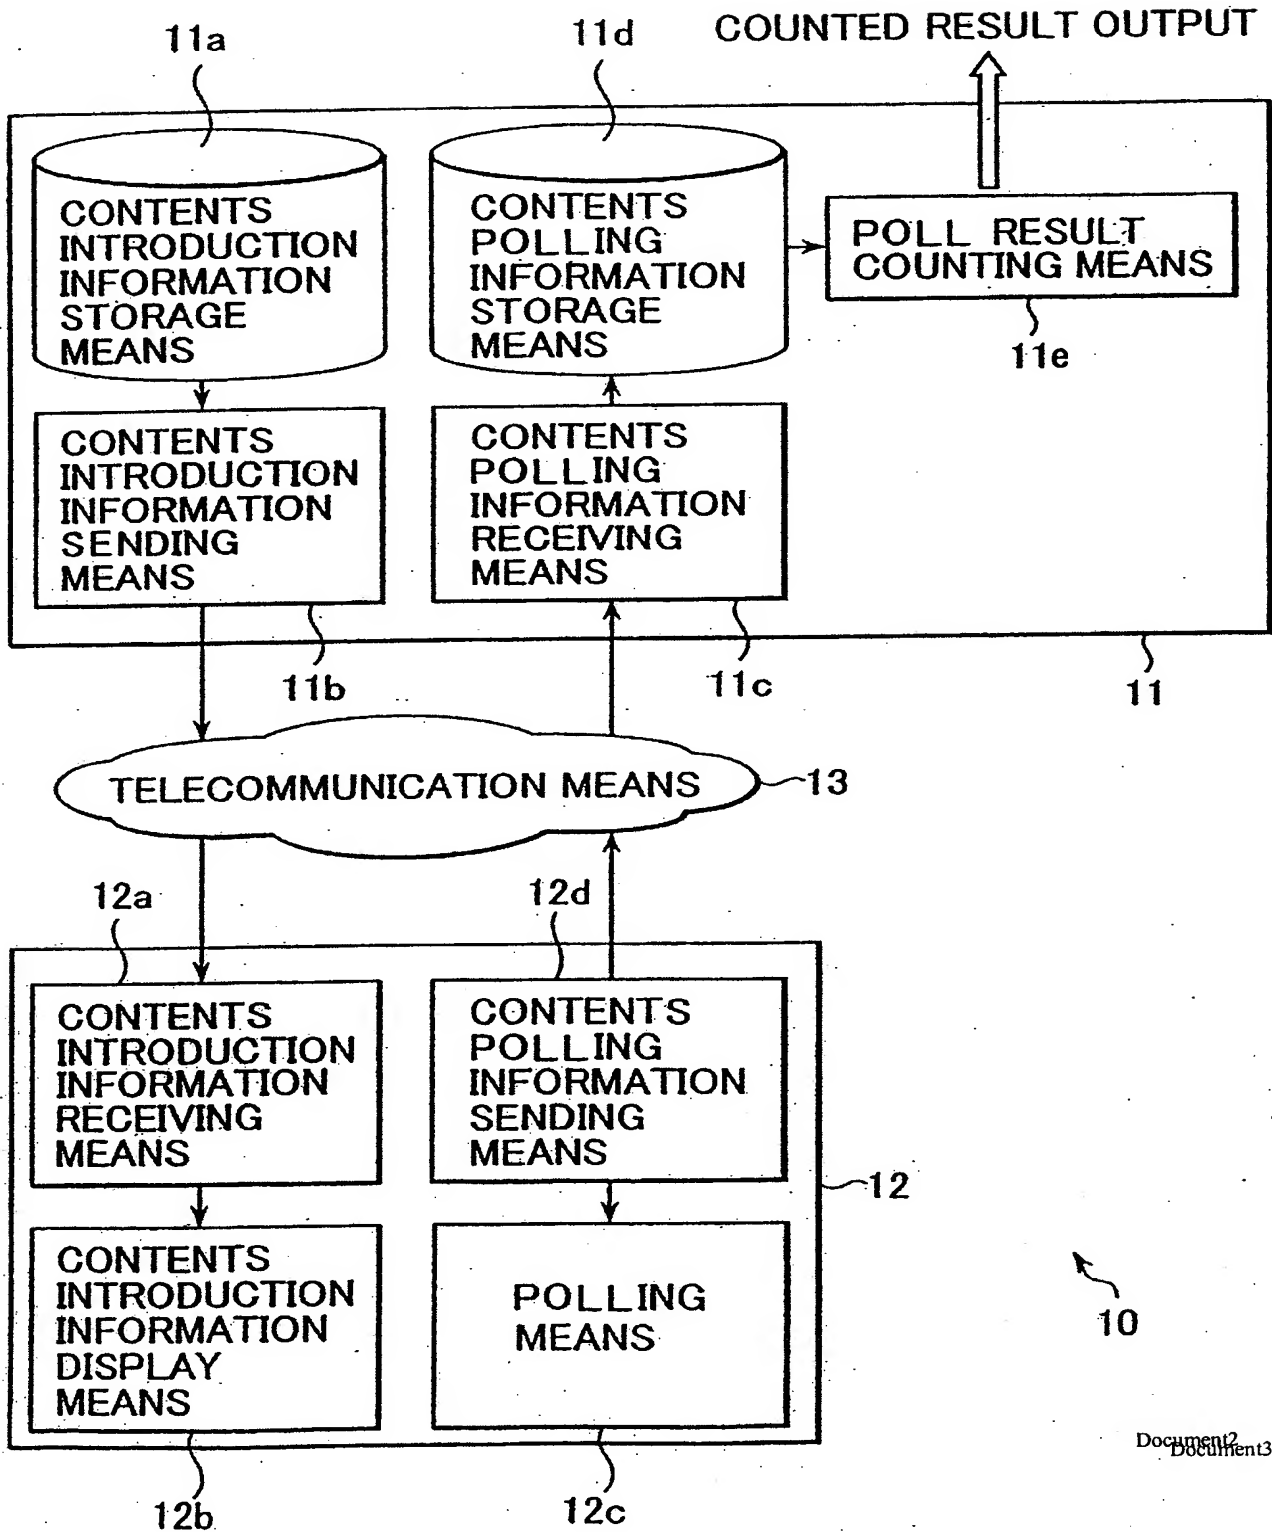 11a
11d
COUNTED RESULT OUTPUT
CONTENTS
INTRODUCTION
INFORMATION
STORAGE
MEANS
CONTENTS
POLLING
INFORMATION
STORAGE
MEANS
POLL RESULT
COUNTING MEANS
11e
CONTENTS
INTRODUCTION
INFORMATION
SENDING
MEANS
CONTENTS
POLLING
INFORMATION
RECEIVING
MEANS
11b
11c
11
TELECOMMUNICATION MEANS
13
12a
12d
CONTENTS
INTRODUCTION
INFORMATION
RECEIVING
MEANS
CONTENTS
POLLING
INFORMATION
SENDING
MEANS
12
CONTENTS
INTRODUCTION
INFORMATION
DISPLAY
MEANS
POLLING
MEANS
10
12b
12c
Document2
Document3